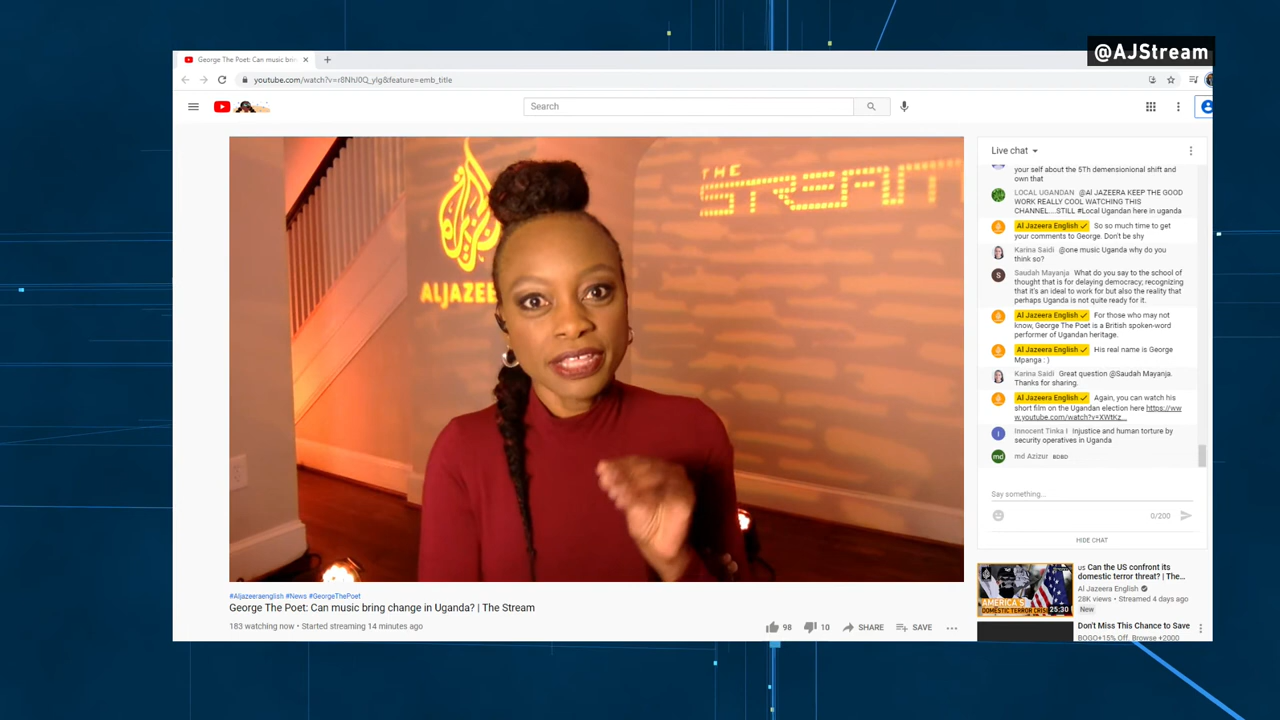 @AJStream
George The Poet: Can music brin
youtube.com/watch?v=r8NhJ0Q_yIg&feature=emb_title
Search
THE
STREAM
ALJAZEE
Live chat
your self about the 5Th demensionional shift and
own that
LOCAL UGANDAN @Al JAZEERA KEEP THE GOOD
WORK REALLY COOL WATCHING THIS
CHANNEL....STILL #Local Ugandan here in uganda
Al Jazeera English So so much time to get
your comments to George. Don't be shy
Karina Saidi @one music Uganda why do you
think so?
S
Saudah Mayanja What do you say to the school of
thought that is for delaying democracy; recognizing
that it's an ideal to work for but also the reality that
perhaps Uganda is not quite ready for it.
Al Jazeera English For those who may not
know, George The Poet is a British spoken-word
performer of Ugandan heritage.
Al Jazeera English His real name is George
Mpanga : )
Karina Saidi Great question @Saudah Mayanja.
Thanks for sharing.
Al Jazeera English Again, you can watch his
short film on the Ugandan election here https://ww
w.youtube.com/watch?v=XWtKz...
I
Innocent Tinka I injustice and human torture by
security operatives in Uganda
md
md Azizur BDBD
Say something...
0/200
HIDE CHAT
#Aljazeeraenglish #News #GeorgeThePoet
George The Poet: Can music bring change in Uganda? | The Stream
183 watching now • Started streaming 14 minutes ago
98
10
SHARE
SAVE
AMERICA'S
DOMESTIC TERROR CRISIS
25:30
us Can the US confront its
domestic terror threat? | The...
Al Jazeera English
28K views • Streamed 4 days ago
New
Don't Miss This Chance to Save
BOGO+15% Off. Browse +2000